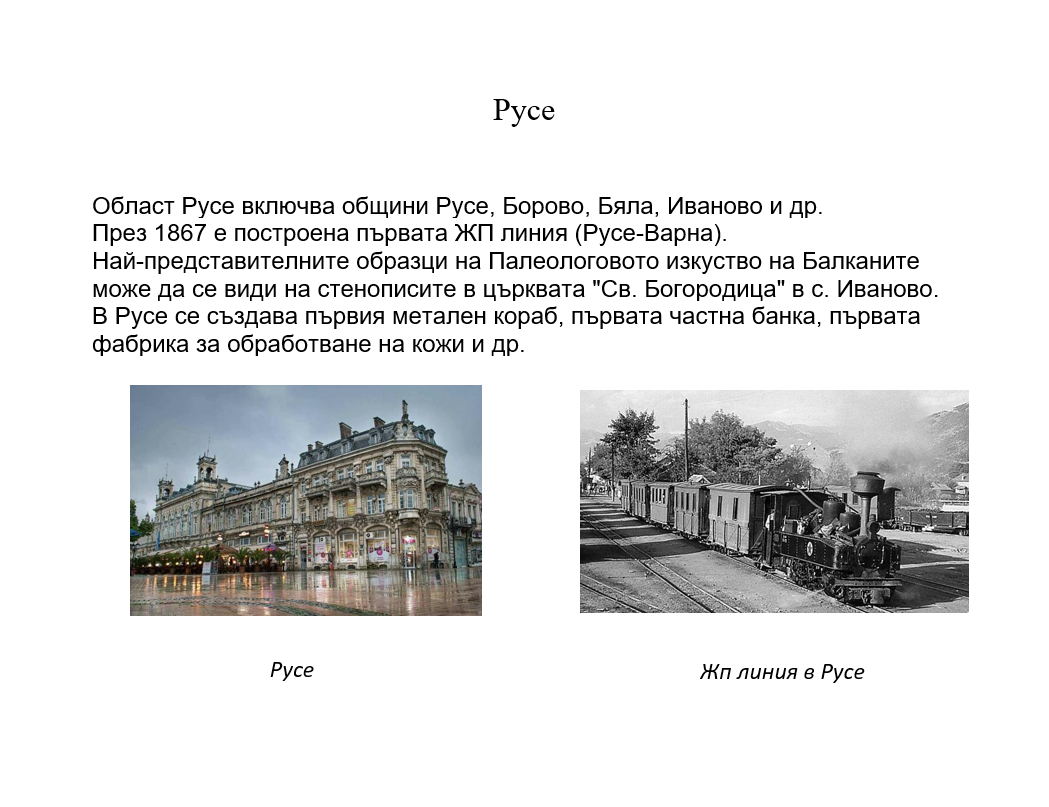 Русе
Област Русе включва общини Русе, Борово, Бяла, Иваново и др.
През 1867 е построена първата ЖП линия (Русе-Варна).
Най-представителните образци на Палеологовото изкуство на Балканите
може да се види на стенописите в църквата "Св. Богородица" в с. Иваново.
В Русе се създава първия метален кораб, първата частна банка, първата
фабрика за обработване на кожи и др.
Русе
Жп линия в Русе